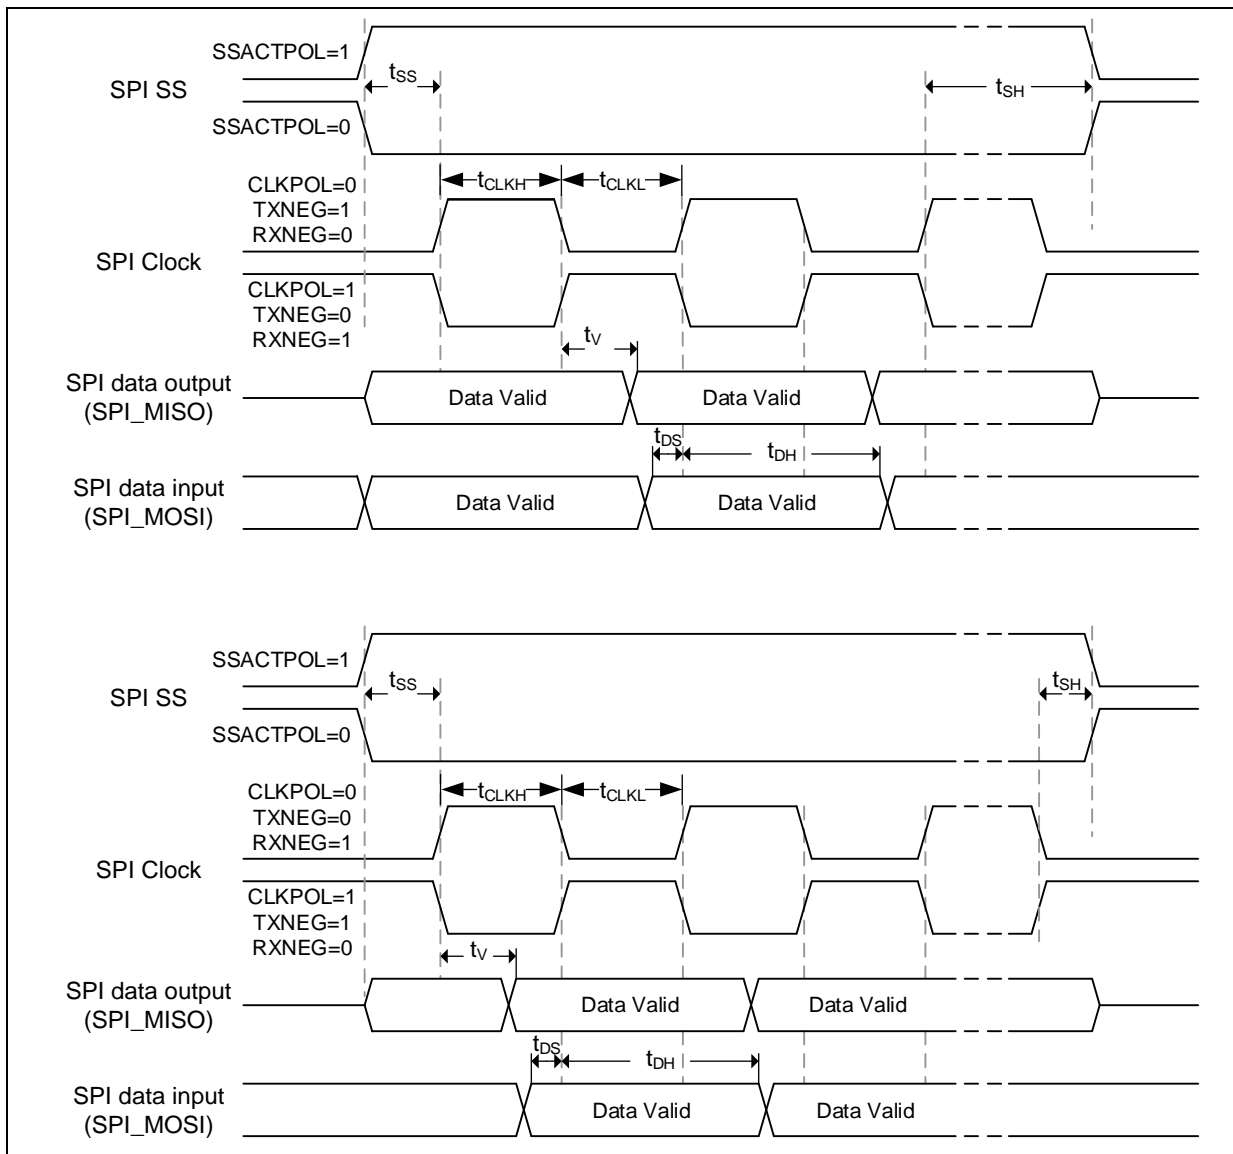 SSACTPOL=1
tSS
SPI SS
tSH
SSACTPOL=0
CLKPOL=0
TXNEG=1
RXNEG=0
tCLKH
tCLKL
SPI Clock
CLKPOL=1
TXNEG=0
RXNEG=1
tV
SPI data output
(SPI_MISO)
Data Valid
Data Valid
tDS
tDH
SPI data input
(SPI_MOSI)
Data Valid
Data Valid
SSACTPOL=1
tSS
SPI SS
tSH
SSACTPOL=0
CLKPOL=0
TXNEG=0
RXNEG=1
tCLKH
tCLKL
SPI Clock
CLKPOL=1
TXNEG=1
RXNEG=0
tV
SPI data output
(SPI_MISO)
Data Valid
Data Valid
tDS
tDH
SPI data input
(SPI_MOSI)
Data Valid
Data Valid